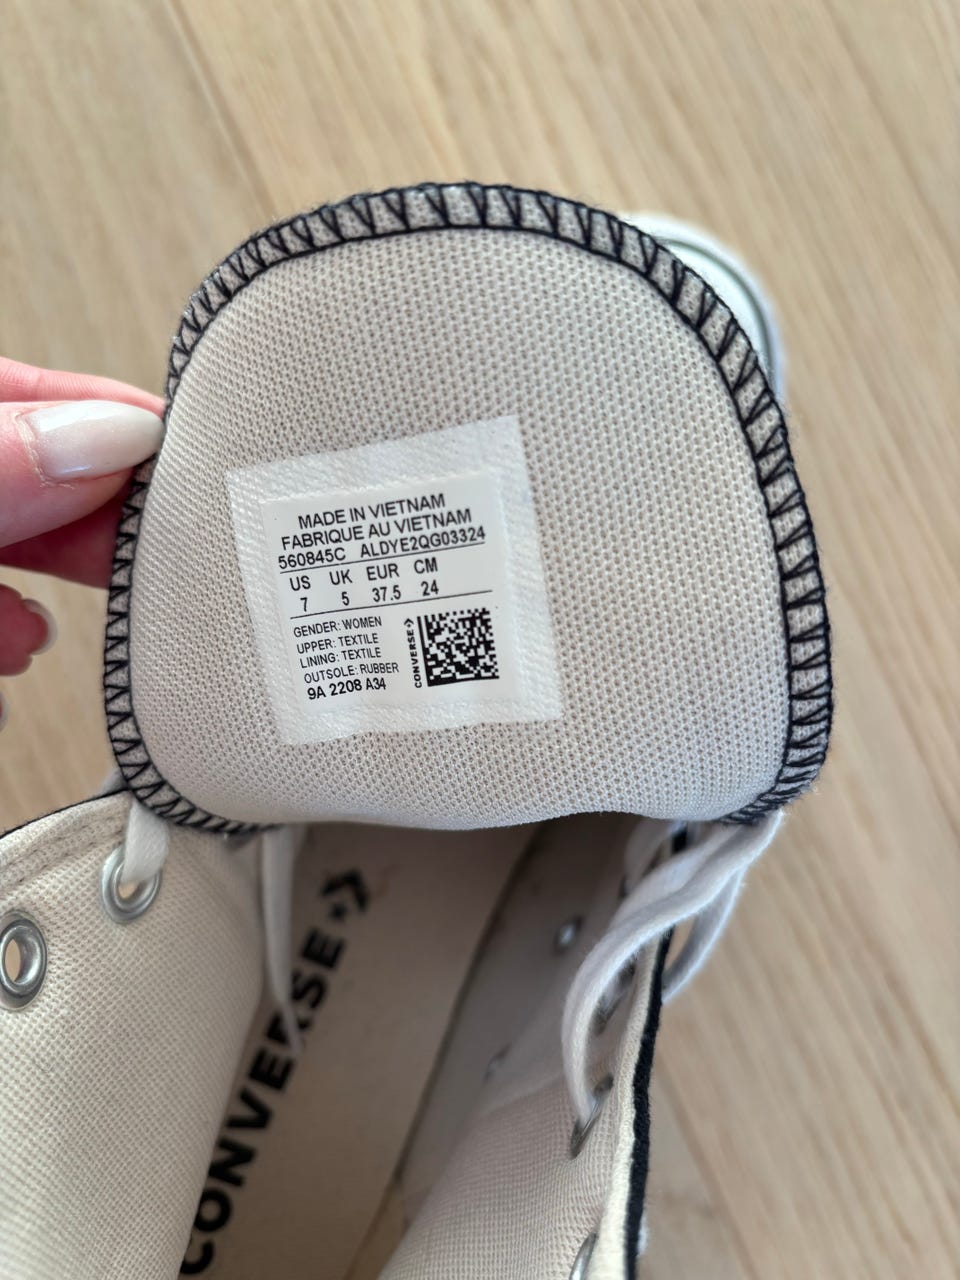 MADE IN VIETNAM
FABRIQUE AU VIETNAM
560845C ALDYE2QG03324
US UK EUR CM
7 5 37.5 24
GENDER: WOMEN
UPPER: TEXTILE
LINING: TEXTILE
OUTSOLE: RUBBER
9A 2208 A34
CONVERSE
CONVERSE